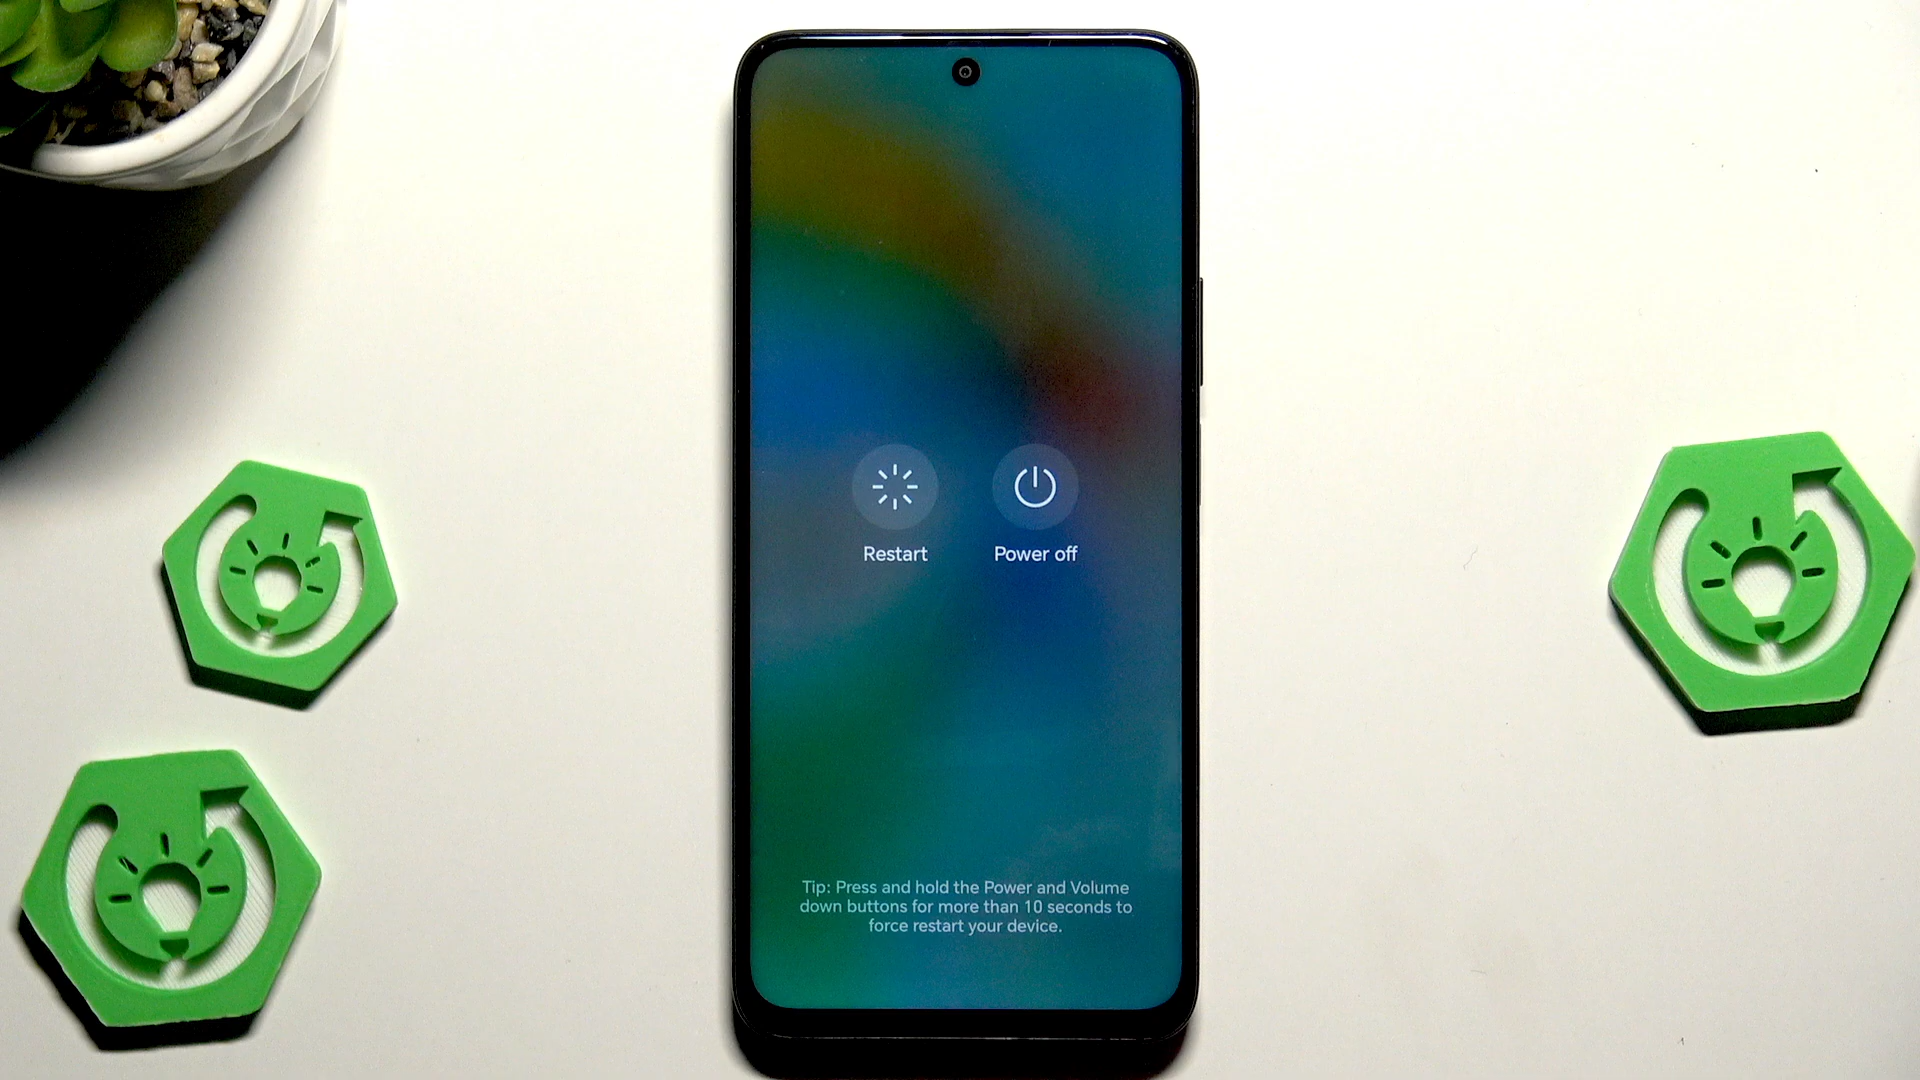 Restart
Power off
Tip: Press and hold the Power and Volume
down buttons for more than 10 seconds to
force restart your device.